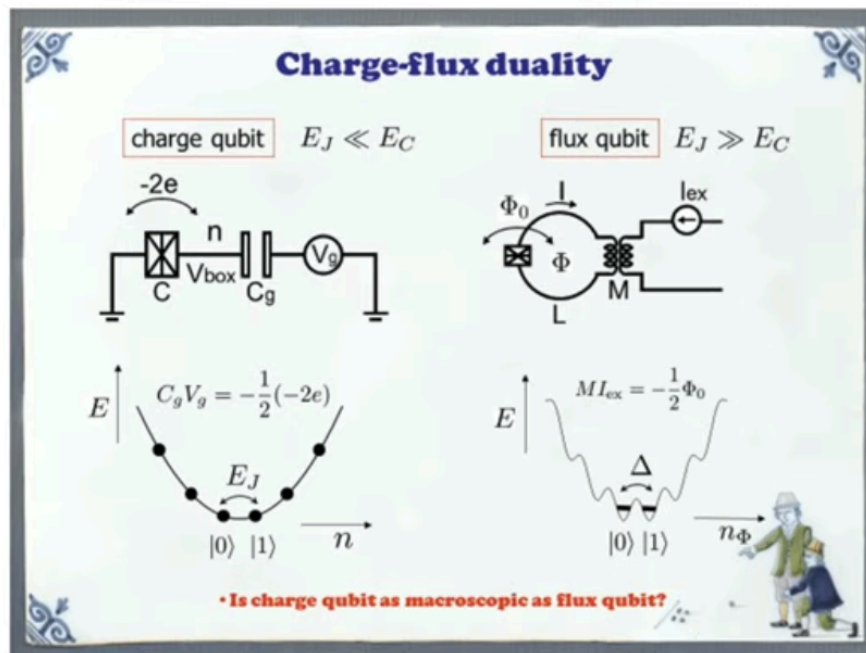 Charge-flux duality
charge qubit E_J ≪ E_C
-2e
n
V_box
C
C_g
V_g
E
C_gV_g = -1/2(-2e)
E_J
|0⟩ |1⟩
n
flux qubit E_J ≫ E_C
I
I_ex
Φ_0
Φ
M
L
E
MI_ex = -1/2Φ_0
Δ
|0⟩ |1⟩
n_Φ
• Is charge qubit as macroscopic as flux qubit?